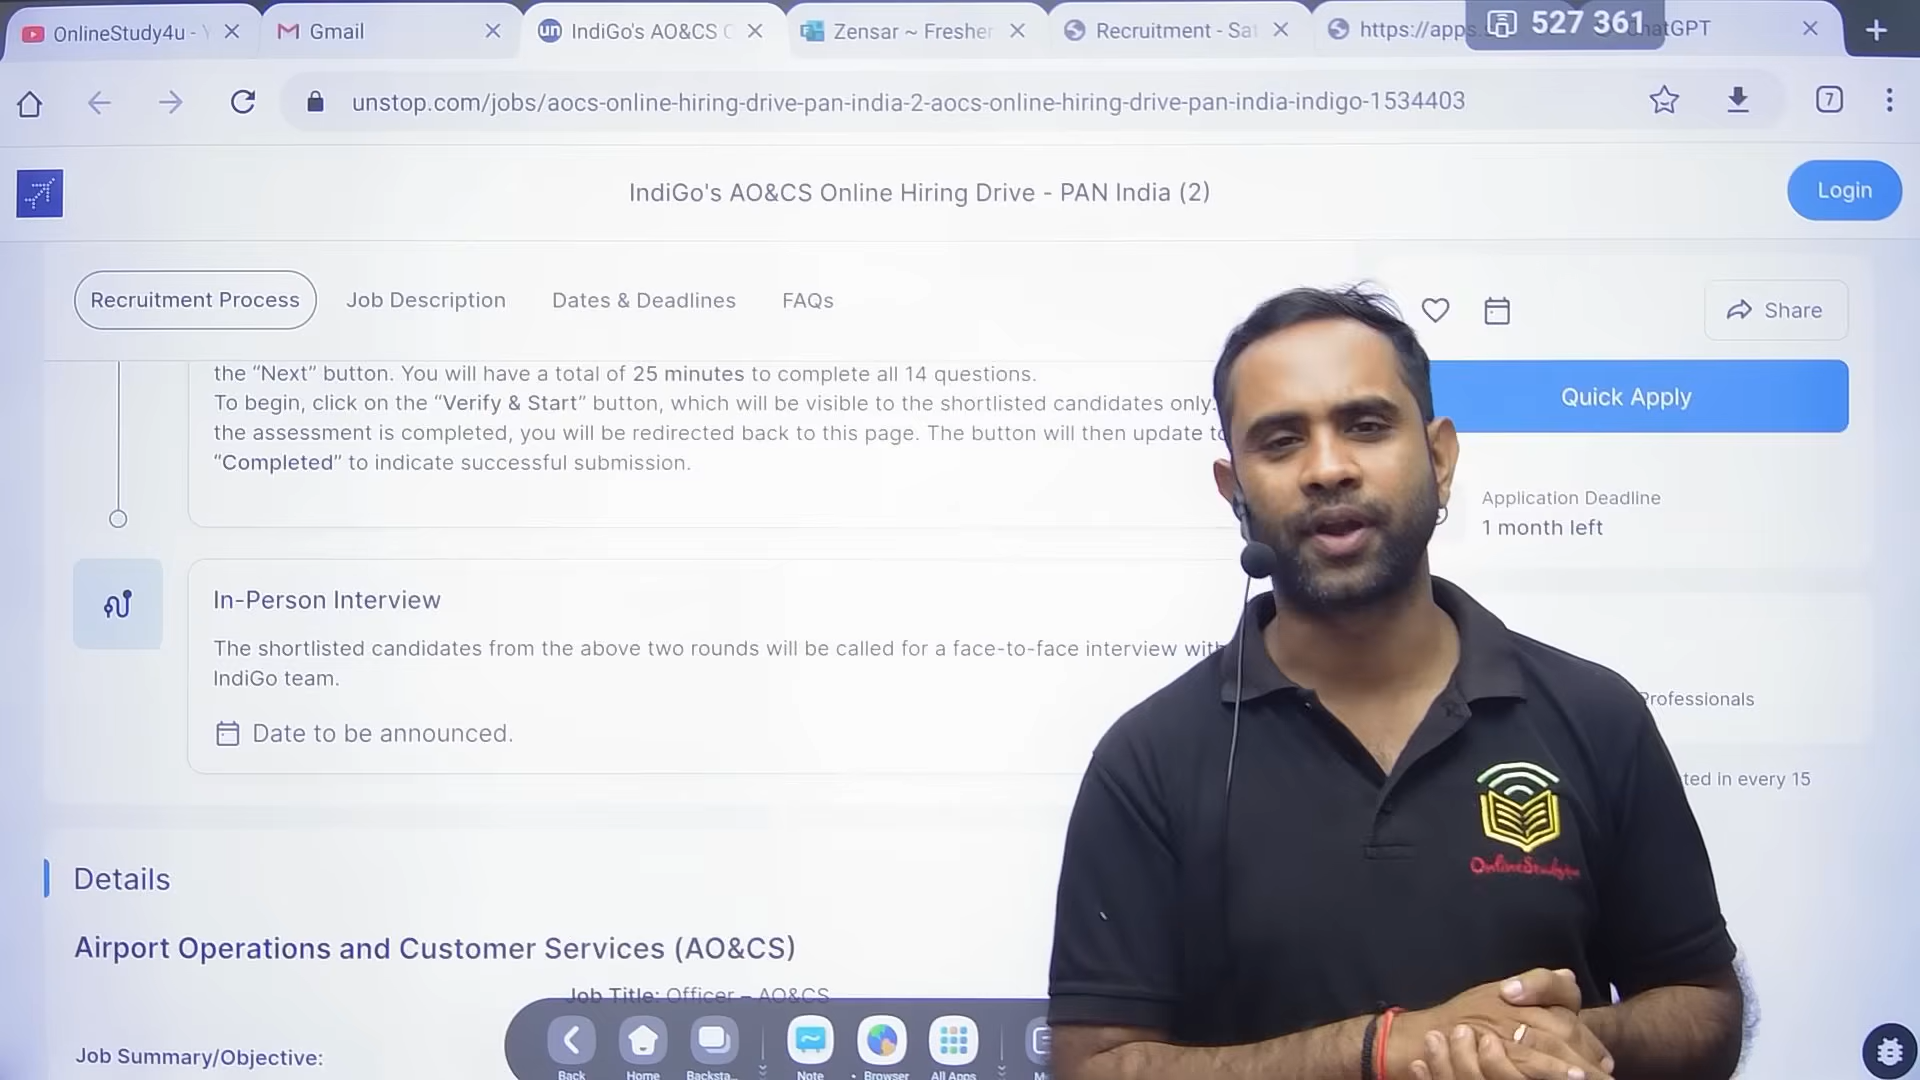 OnlineStudy4u -
Gmail
un
IndiGo's AO&CS
Zensar ~ Fresher
Recruitment - Sat
https://apps.
527 361
ChatGPT
unstop.com/jobs/aocs-online-hiring-drive-pan-india-2-aocs-online-hiring-drive-pan-india-indigo-1534403
7
IndiGo's AO&CS Online Hiring Drive - PAN India (2)
Login
Recruitment Process
Job Description
Dates & Deadlines
FAQs
Share
the “Next” button. You will have a total of 25 minutes to complete all 14 questions.
To begin, click on the “Verify & Start” button, which will be visible to the shortlisted candidates only.
the assessment is completed, you will be redirected back to this page. The button will then update to
“Completed” to indicate successful submission.
Quick Apply
Application Deadline
1 month left
In-Person Interview
The shortlisted candidates from the above two rounds will be called for a face-to-face interview with
IndiGo team.
Date to be announced.
Professionals
ted in every 15
OnlineStudy4u
Details
Airport Operations and Customer Services (AO&CS)
Job Title: Officer – AO&CS
Job Summary/Objective:
Back
Home
Backsta...
Note
Browser
All Apps